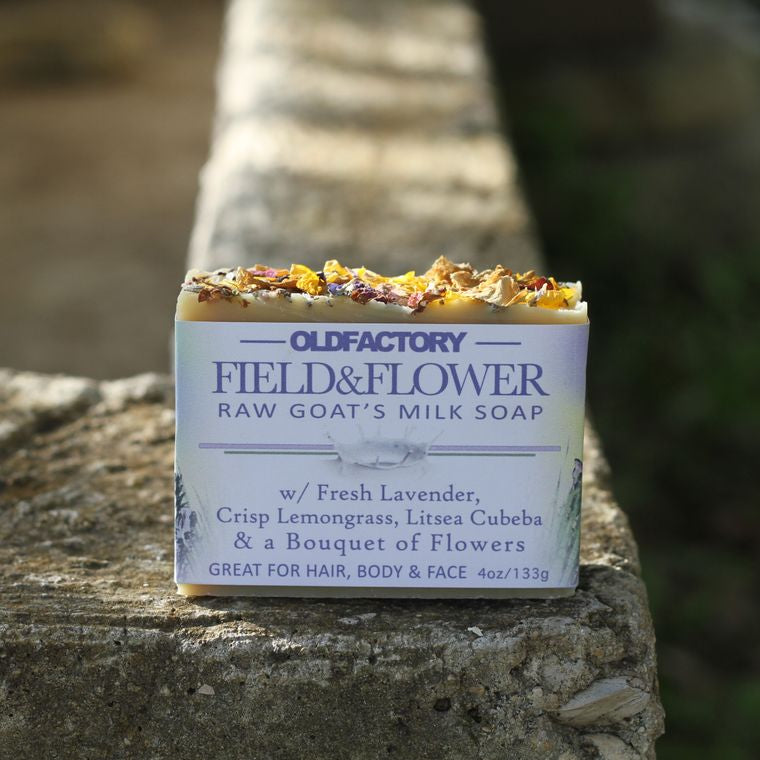 OLDFACTORY
FIELD&FLOWER
RAW GOAT'S MILK SOAP
w/ Fresh Lavender,
Crisp Lemongrass, Litsea Cubeba
& a Bouquet of Flowers
GREAT FOR HAIR, BODY & FACE 4oz/133g